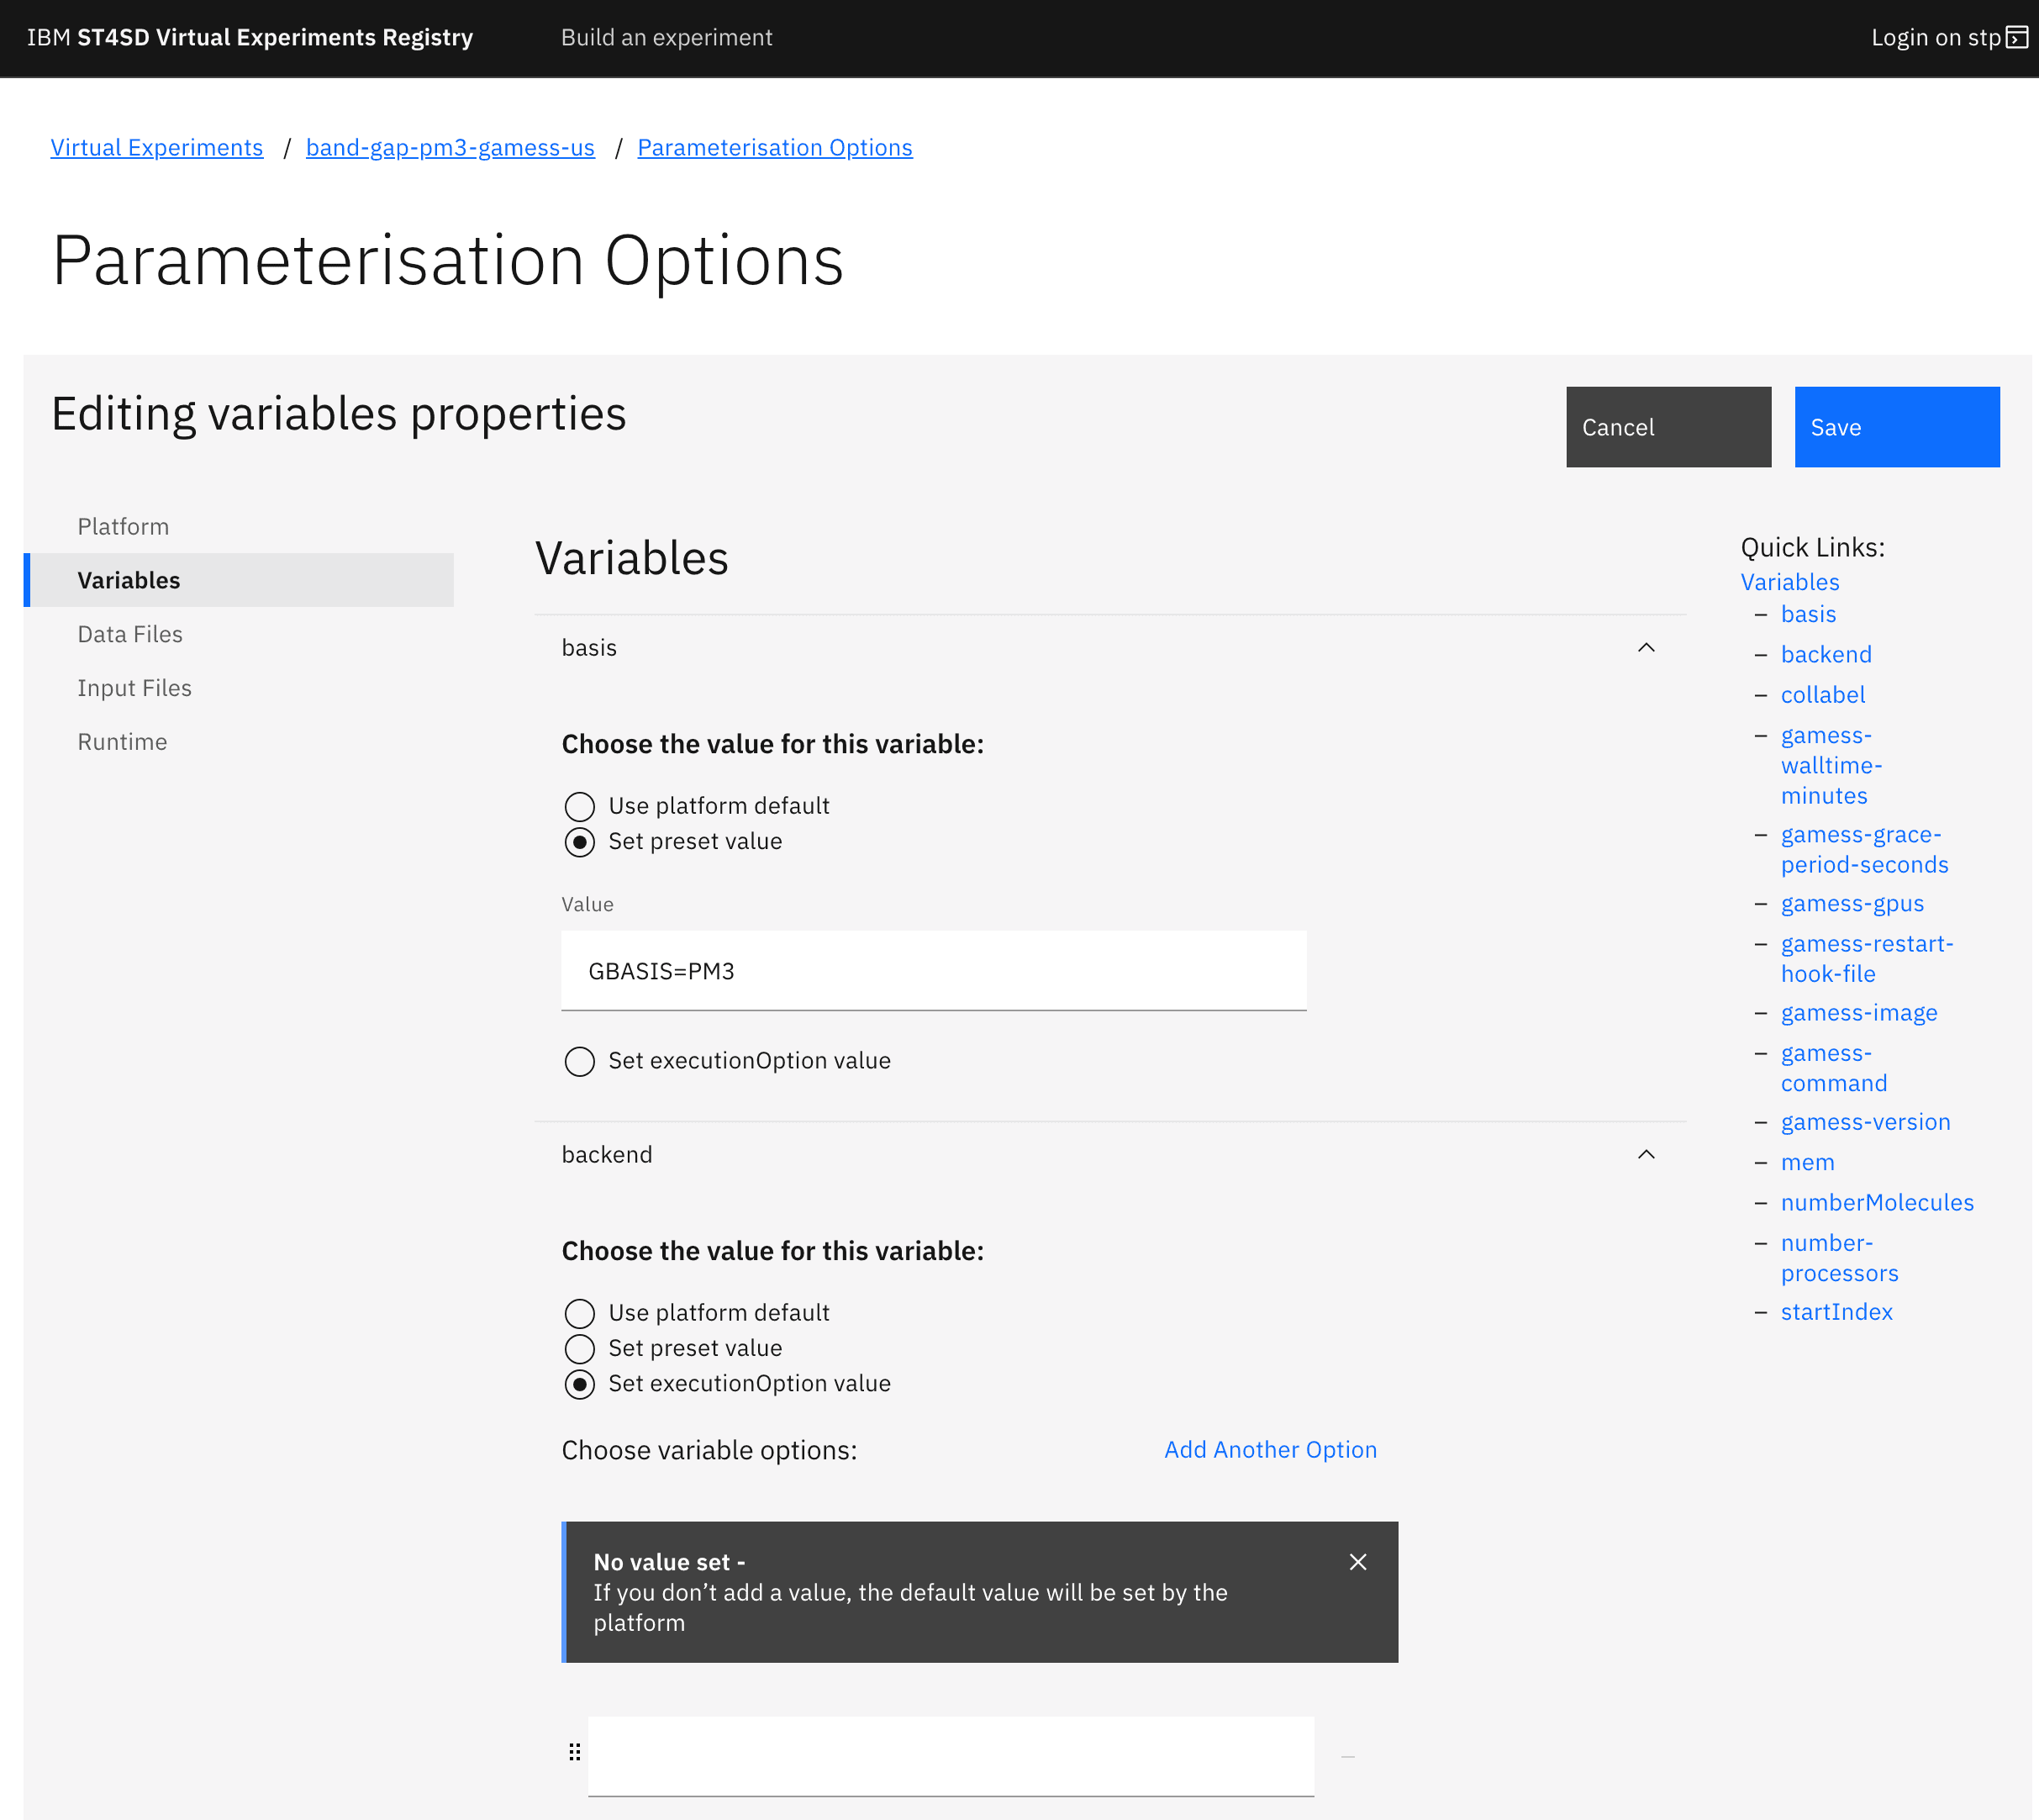 IBM ST4SD Virtual Experiments Registry
Build an experiment
Login on stp
Virtual Experiments / band-gap-pm3-gamess-us / Parameterisation Options
Parameterisation Options
Editing variables properties
Cancel
Save
Platform
Variables
Data Files
Input Files
Runtime
Variables
basis
Choose the value for this variable:
Use platform default
Set preset value
Value
GBASIS=PM3
Set executionOption value
backend
Choose the value for this variable:
Use platform default
Set preset value
Set executionOption value
Choose variable options:
Add Another Option
No value set -
If you don’t add a value, the default value will be set by the
platform
Quick Links:
Variables
– basis
– backend
– collabel
– gamess-
walltime-
minutes
– gamess-grace-
period-seconds
– gamess-gpus
– gamess-restart-
hook-file
– gamess-image
– gamess-
command
– gamess-version
– mem
– numberMolecules
– number-
processors
– startIndex